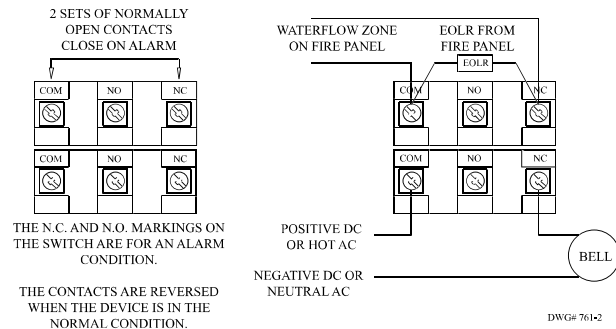 2 SETS OF NORMALLY
OPEN CONTACTS
CLOSE ON ALARM
COM NO NC
COM NO NC
THE N.C. AND N.O. MARKINGS ON
THE SWITCH ARE FOR AN ALARM
CONDITION.
THE CONTACTS ARE REVERSED
WHEN THE DEVICE IS IN THE
NORMAL CONDITION.
WATERFLOW ZONE
ON FIRE PANEL
EOLR FROM
FIRE PANEL
EOLR
COM NO NC
COM NO NC
POSITIVE DC
OR HOT AC
NEGATIVE DC OR
NEUTRAL AC
BELL
DWG# 761-2